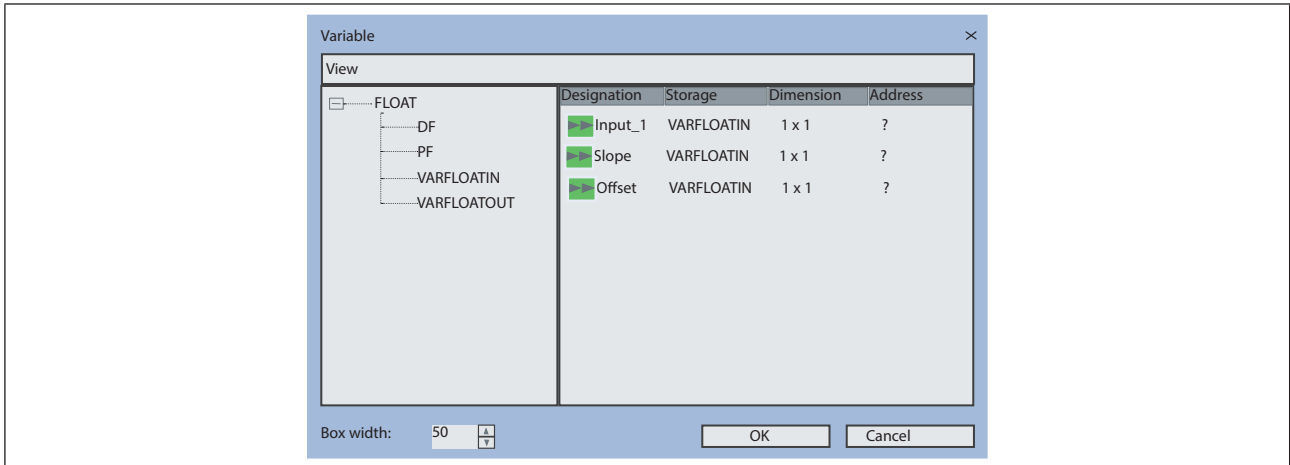 Variable
View
FLOAT
DF
PF
VARFLOATIN
VARFLOATOUT
Designation Storage Dimension Address
Input_1 VARFLOATIN 1 x 1 ?
Slope VARFLOATIN 1 x 1 ?
Offset VARFLOATIN 1 x 1 ?
Box width: 50 OK Cancel